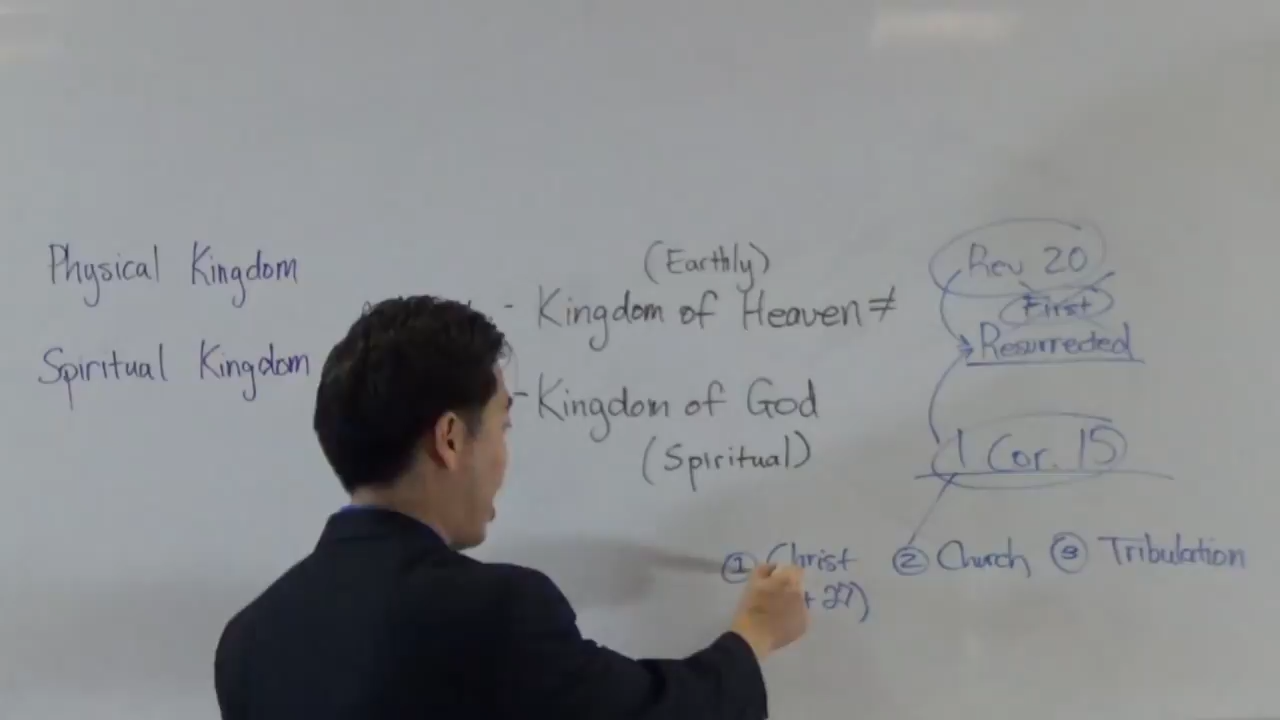 Physical Kingdom
Spiritual Kingdom
(Earthly)
- Kingdom of Heaven ≠
- Kingdom of God
(Spiritual)
Rev 20
First
Resurrected
1 Cor. 15
① Christ ② Church ③ Tribulation
27)